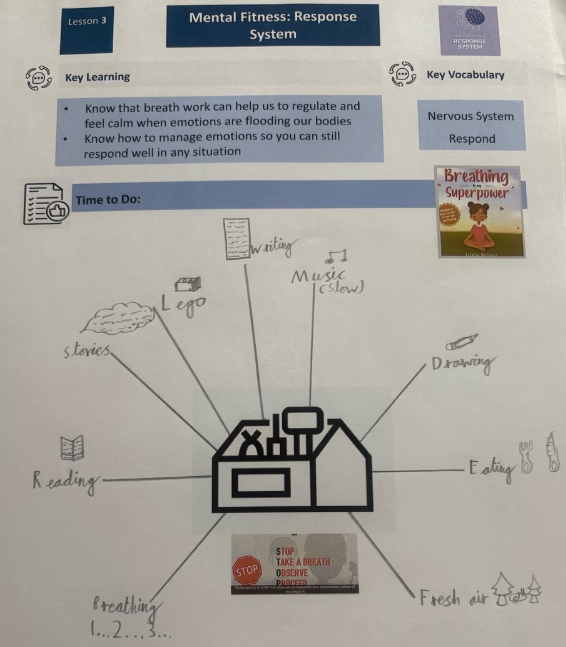 Lesson 3
Mental Fitness: Response
System
RESPONSE
SYSTEM
Key Learning
Key Vocabulary
• Know that breath work can help us to regulate and
feel calm when emotions are flooding our bodies
• Know how to manage emotions so you can still
respond well in any situation
Nervous System
Respond
Time to Do:
Breathing
is my
Superpower
Writing
Music
(slow)
Lego
Stories
Drawing
Reading
Eating
STOP
STOP
TAKE A BREATH
OBSERVE
PROCEED
Breathing
1...2...3...
Fresh air